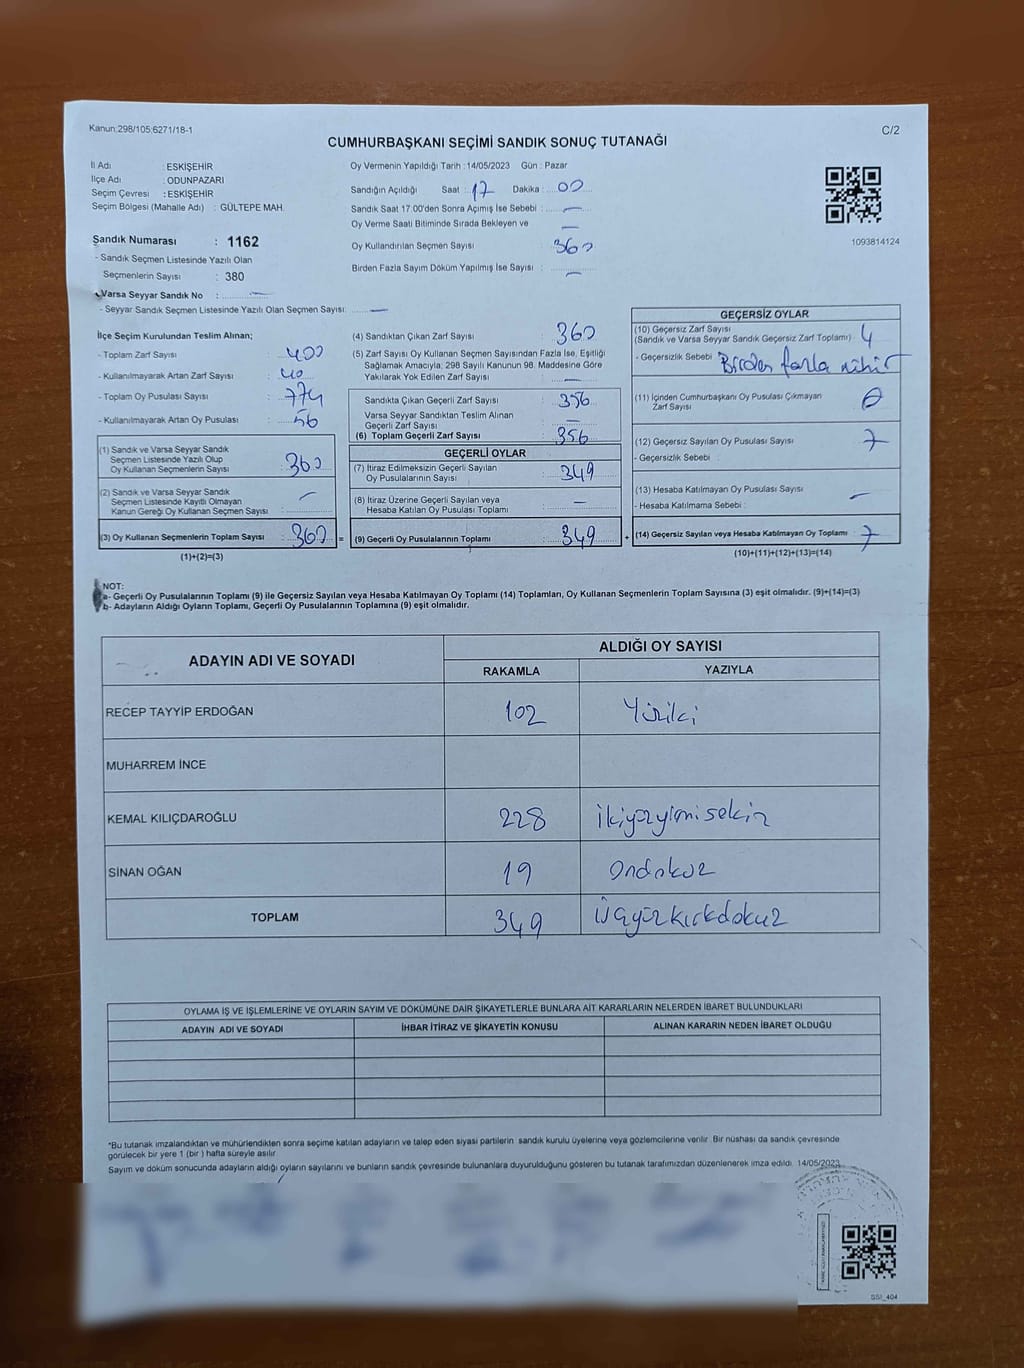 Kanun:298/105;6271/18-1
C/2
CUMHURBAŞKANI SEÇİMİ SANDIK SONUÇ TUTANAĞI
İl Adı : ESKİŞEHİR
İlçe Adı : ODUNPAZARI
Seçim Çevresi : ESKİŞEHİR
Seçim Bölgesi (Mahalle Adı) : GÜLTEPE MAH.
Sandık Numarası : 1162
- Sandık Seçmen Listesinde Yazılı Olan
Seçmenlerin Sayısı : 380
Varsa Seyyar Sandık No : —
- Seyyar Sandık Seçmen Listesinde Yazılı Olan Seçmen Sayısı: —
Oy Vermenin Yapıldığı Tarih : 14/05/2023 Gün : Pazar
Sandığın Açıldığı Saat : 17 Dakika : 00
Sandık Saat 17.00'den Sonra Açımış İse Sebebi : —
Oy Verme Saati Bitiminde Sırada Bekleyen ve —
Oy Kullandırılan Seçmen Sayısı 360
Birden Fazla Sayım Döküm Yapılmış İse Sayısı : —
1093814124
İlçe Seçim Kurulundan Teslim Alınan;
- Toplam Zarf Sayısı : 400
- Kullanılmayarak Artan Zarf Sayısı : 40
- Toplam Oy Pusulası Sayısı : 774
- Kullanılmayarak Artan Oy Pusulası : 56
(1) Sandık ve Varsa Seyyar Sandık
Seçmen Listesinde Yazılı Olup
Oy Kullanan Seçmenlerin Sayısı : 360
(2) Sandık ve Varsa Seyyar Sandık
Seçmen Listesinde Kayıtlı Olmayan
Kanun Gereği Oy Kullanan Seçmen Sayısı : —
(3) Oy Kullanan Seçmenlerin Toplam Sayısı : 360 =
(1)+(2)=(3)
(4) Sandıktan Çıkan Zarf Sayısı : 360
(5) Zarf Sayısı Oy Kullanan Seçmen Sayısından Fazla İse, Eşitliği
Sağlamak Amacıyla; 298 Sayılı Kanunun 98. Maddesine Göre
Yakılarak Yok Edilen Zarf Sayısı : —
Sandıkta Çıkan Geçerli Zarf Sayısı : 356
Varsa Seyyar Sandıktan Teslim Alınan
Geçerli Zarf Sayısı : —
(6) Toplam Geçerli Zarf Sayısı : 356
GEÇERLİ OYLAR
(7) İtiraz Edilmeksizin Geçerli Sayılan
Oy Pusulalarının Sayısı : 349
(8) İtiraz Üzerine Geçerli Sayılan veya
Hesaba Katılan Oy Pusulası Toplamı : —
(9) Geçerli Oy Pusulalarının Toplamı : 349 +
GEÇERSİZ OYLAR
(10) Geçersiz Zarf Sayısı
(Sandık ve Varsa Seyyar Sandık Geçersiz Zarf Toplamı) : 4
- Geçersizlik Sebebi : Birden fazla mühür
(11) İçinden Cumhurbaşkanı Oy Pusulası Çıkmayan
Zarf Sayısı 0
(12) Geçersiz Sayılan Oy Pusulası Sayısı : 7
- Geçersizlik Sebebi :
(13) Hesaba Katılmayan Oy Pusulası Sayısı : —
- Hesaba Katılmama Sebebi :
(14) Geçersiz Sayılan veya Hesaba Katılmayan Oy Toplamı : 7
(10)+(11)+(12)+(13)=(14)
NOT:
a- Geçerli Oy Pusulalarının Toplamı (9) ile Geçersiz Sayılan veya Hesaba Katılmayan Oy Toplamı (14) Toplamları, Oy Kullanan Seçmenlerin Toplam Sayısına (3) eşit olmalıdır. (9)+(14)=(3)
b- Adayların Aldığı Oyların Toplamı, Geçerli Oy Pusulalarının Toplamına (9) eşit olmalıdır.
ADAYIN ADI VE SOYADI
ALDIĞI OY SAYISI
RAKAMLA YAZIYLA
RECEP TAYYİP ERDOĞAN 102 Yüziki
MUHARREM İNCE
KEMAL KILIÇDAROĞLU 228 ikiyüzyirmisekiz
SİNAN OĞAN 19 Ondokuz
TOPLAM 349 üçyüzkırkdokuz
OYLAMA İŞ VE İŞLEMLERİNE VE OYLARIN SAYIM VE DÖKÜMÜNE DAİR ŞİKAYETLERLE BUNLARA AİT KARARLARIN NELERDEN İBARET BULUNDUKLARI
ADAYIN ADI VE SOYADI İHBAR İTİRAZ VE ŞİKAYETİN KONUSU ALINAN KARARIN NEDEN İBARET OLDUĞU
*Bu tutanak imzalandıktan ve mühürlendikten sonra seçime katılan adayların ve talep eden siyasi partilerin sandık kurulu üyelerine veya gözlemcilerine verilir. Bir nüshası da sandık çevresinde
görülecek bir yere 1 (bir ) hafta süreyle asılır
Sayım ve döküm sonucunda adayların aldığı oyların sayılarını ve bunların sandık çevresinde bulunanlara duyurulduğunu gösteren bu tutanak tarafımızdan düzenlenerek imza edildi. 14/05/2023
SSI_404